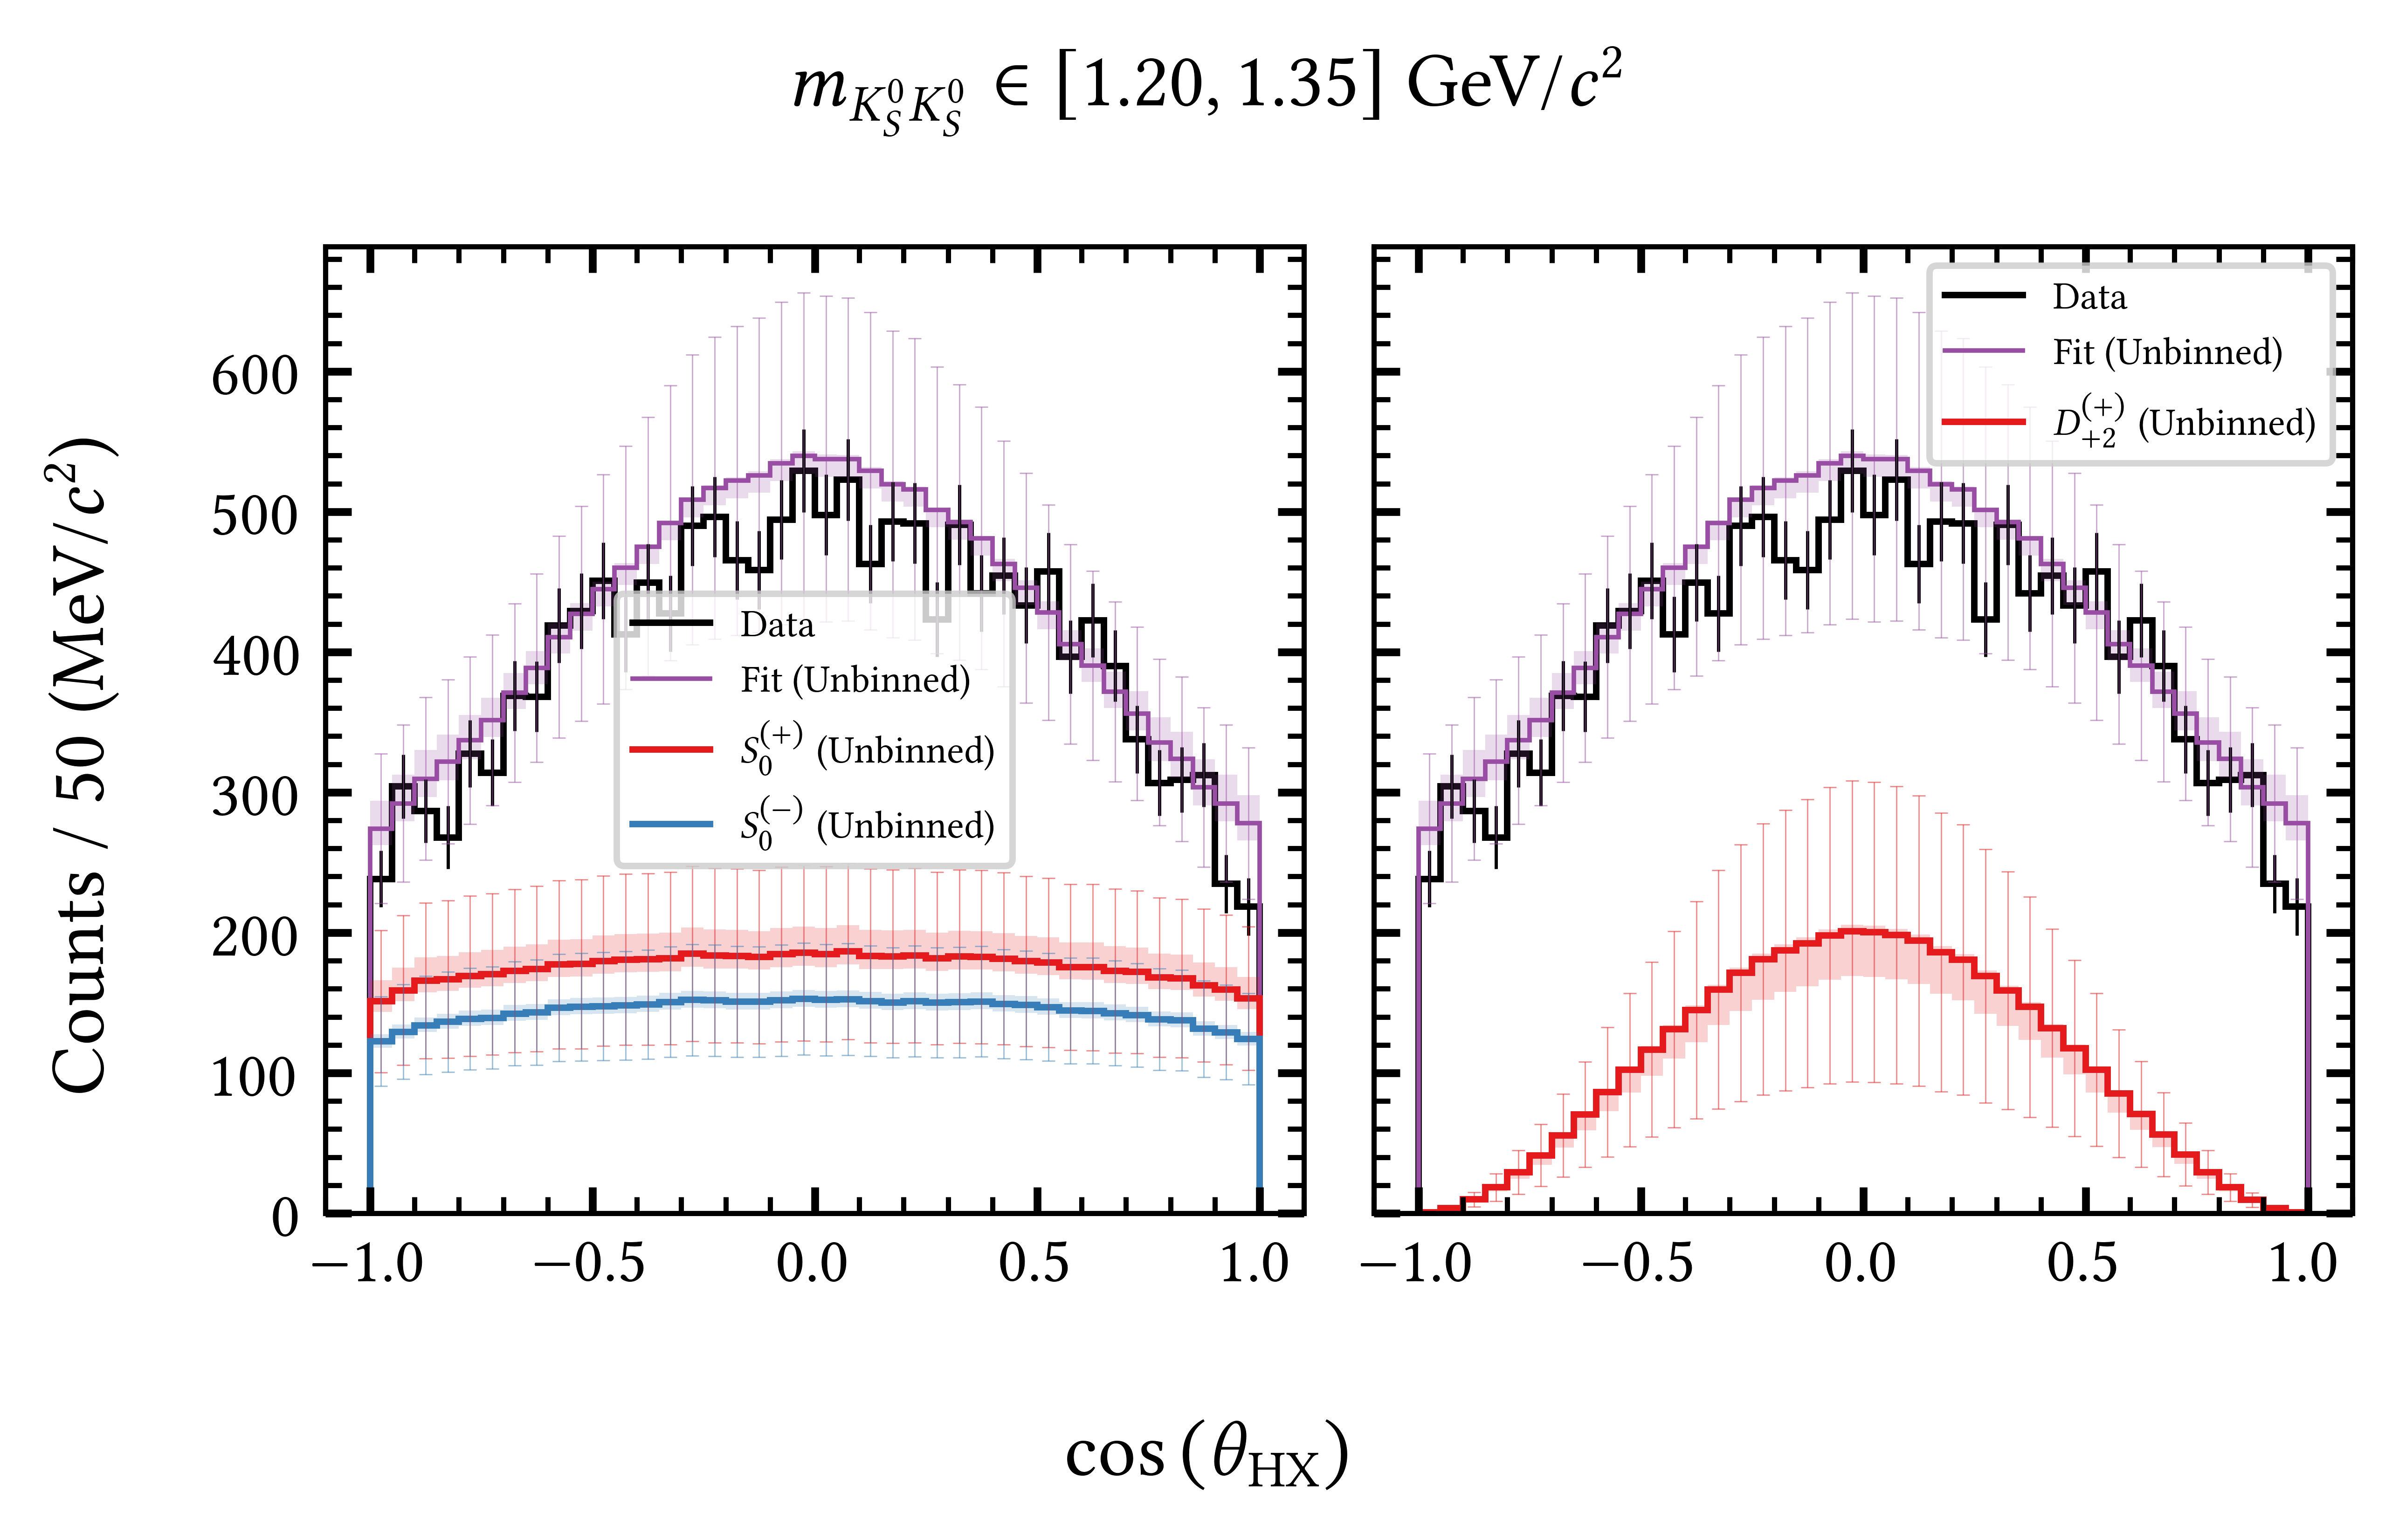 m_{K_S^0 K_S^0} ∈ [1.20, 1.35] GeV/c²
Counts / 50 (MeV/c²)
600
500
400
300
200
100
0
Data
Fit (Unbinned)
S_0^{(+)} (Unbinned)
S_0^{(−)} (Unbinned)
−1.0 −0.5 0.0 0.5 1.0
Data
Fit (Unbinned)
D_{+2}^{(+)} (Unbinned)
−1.0 −0.5 0.0 0.5 1.0
cos (θ_{HX})